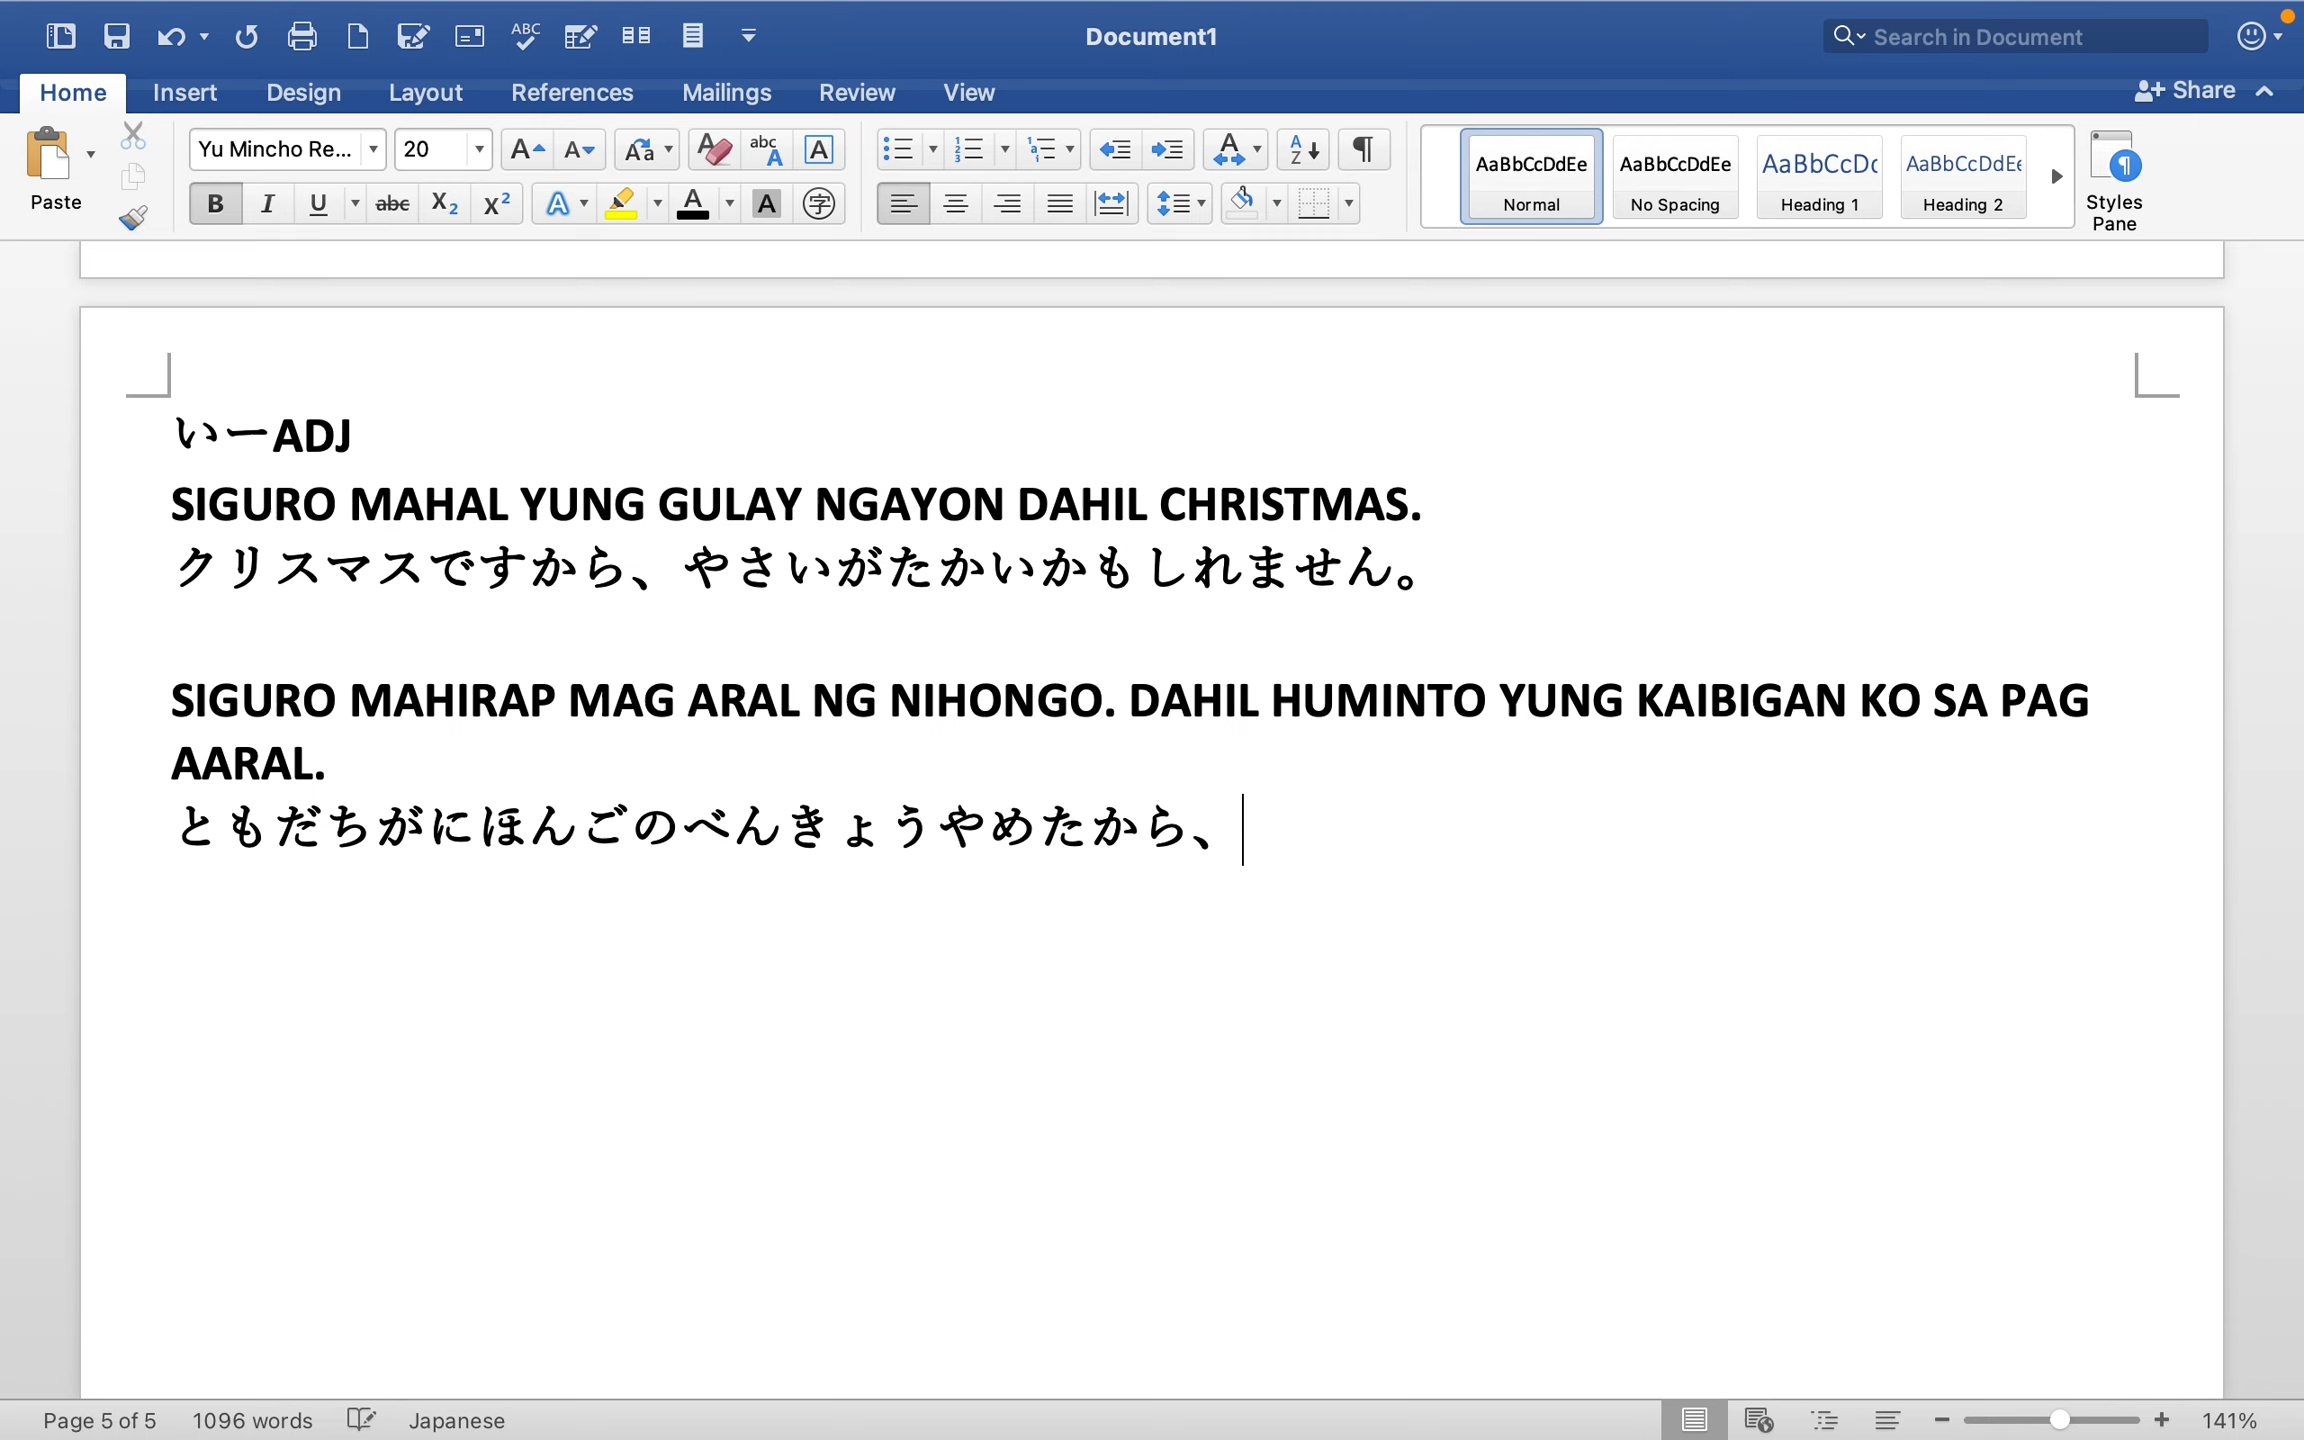 Document1
Search in Document
Home Insert Design Layout References Mailings Review View Share
Paste
Yu Mincho Re... 20
AaBbCcDdEe AaBbCcDdEe AaBbCcDc AaBbCcDdEe
Normal No Spacing Heading 1 Heading 2
Styles Pane
いーADJ
SIGURO MAHAL YUNG GULAY NGAYON DAHIL CHRISTMAS.
クリスマスですから、やさいがたかいかもしれません。
SIGURO MAHIRAP MAG ARAL NG NIHONGO. DAHIL HUMINTO YUNG KAIBIGAN KO SA PAG
AARAL.
ともだちがにほんごのべんきょうやめたから、
Page 5 of 5 1096 words Japanese 141%